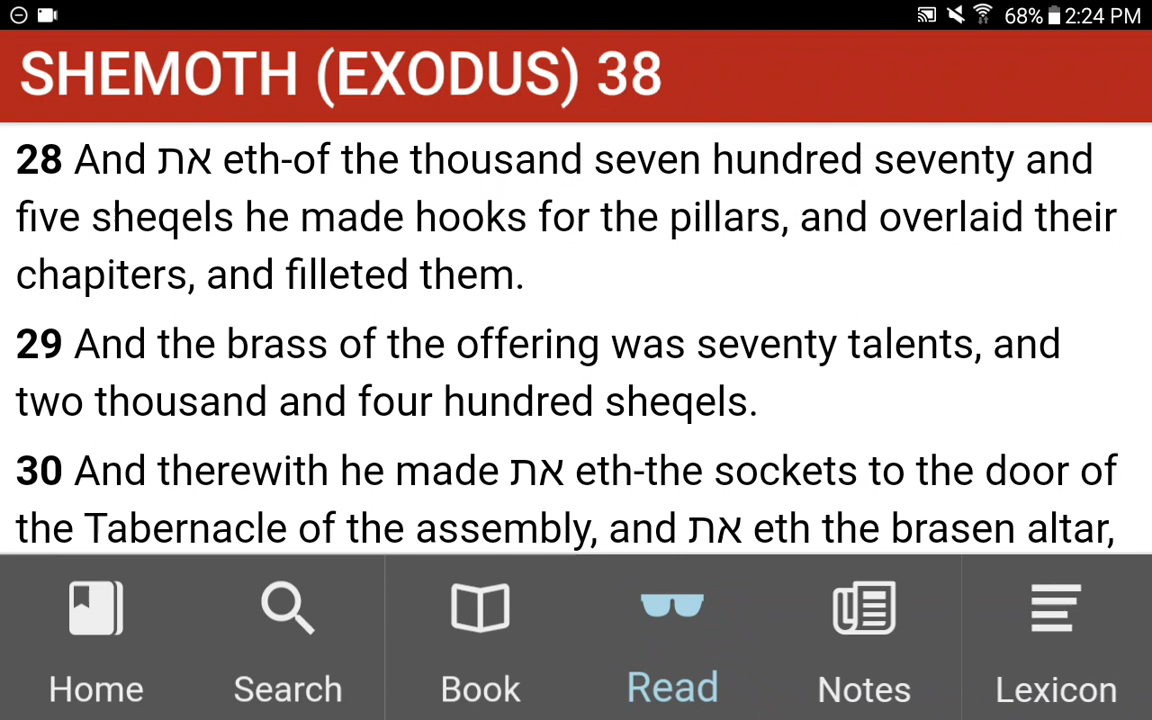 68% 2:24 PM
SHEMOTH (EXODUS) 38
28 And את eth-of the thousand seven hundred seventy and
five sheqels he made hooks for the pillars, and overlaid their
chapiters, and filleted them.
29 And the brass of the offering was seventy talents, and
two thousand and four hundred sheqels.
30 And therewith he made את eth-the sockets to the door of
the Tabernacle of the assembly, and את eth the brasen altar,
Home Search Book Read Notes Lexicon